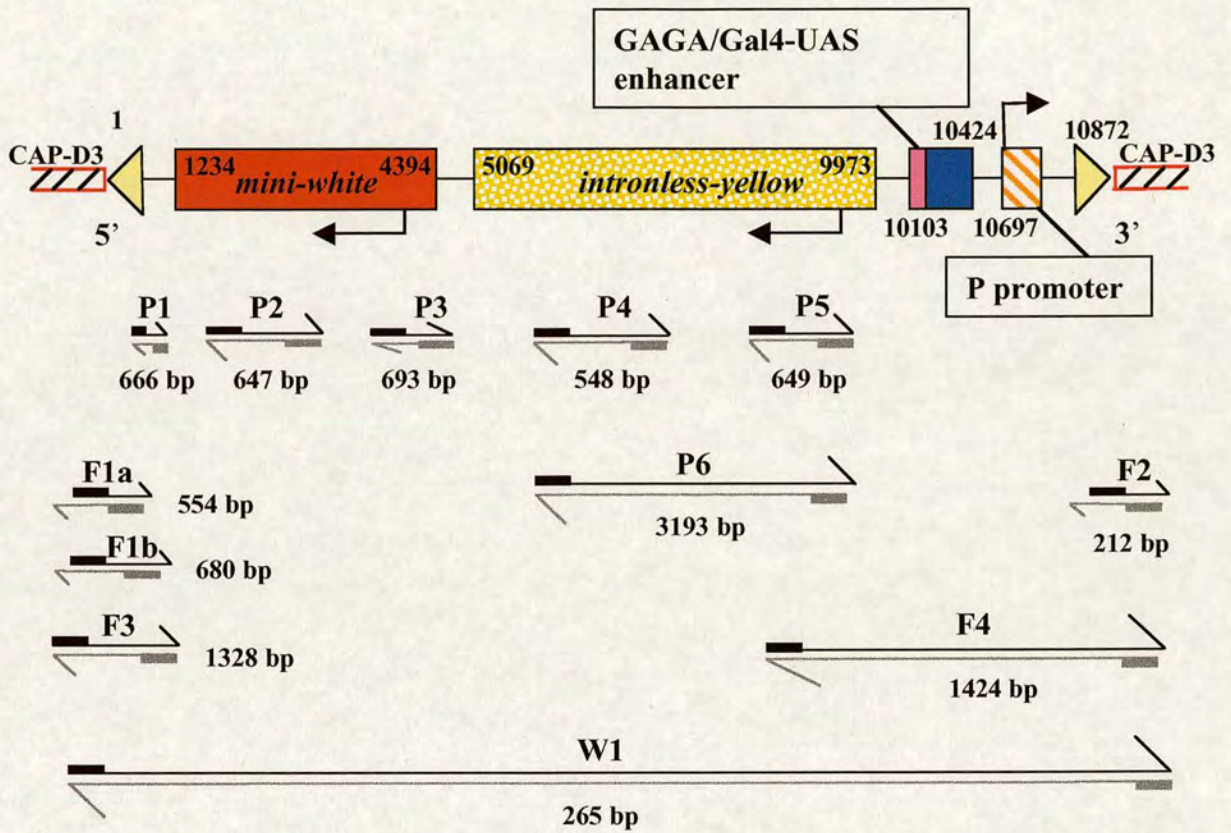 GAGA/Gal4-UAS
enhancer
1
10424
10872
CAP-D3
CAP-D3
1234
4394
mini-white
5069
9973
intronless-yellow
5’
10103
10697
3’
P promoter
P1
P2
P3
P4
P5
666 bp
647 bp
693 bp
548 bp
649 bp
F1a
554 bp
P6
F2
3193 bp
212 bp
F1b
680 bp
F3
1328 bp
F4
1424 bp
W1
265 bp